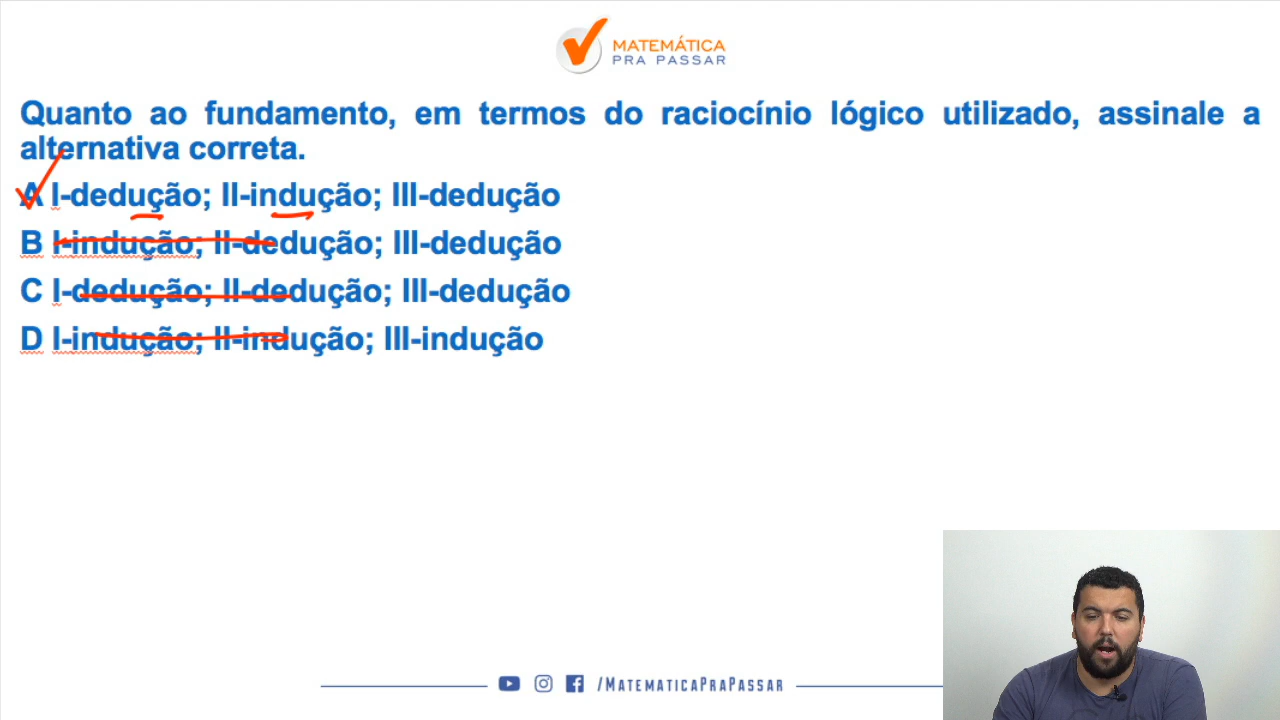 MATEMÁTICA
PRA PASSAR
Quanto ao fundamento, em termos do raciocínio lógico utilizado, assinale a
alternativa correta.
A I-dedução; II-indução; III-dedução
B I-indução; II-dedução; III-dedução
C I-dedução; II-dedução; III-dedução
D I-indução; II-indução; III-indução
/MATEMATICAPRAPASSAR